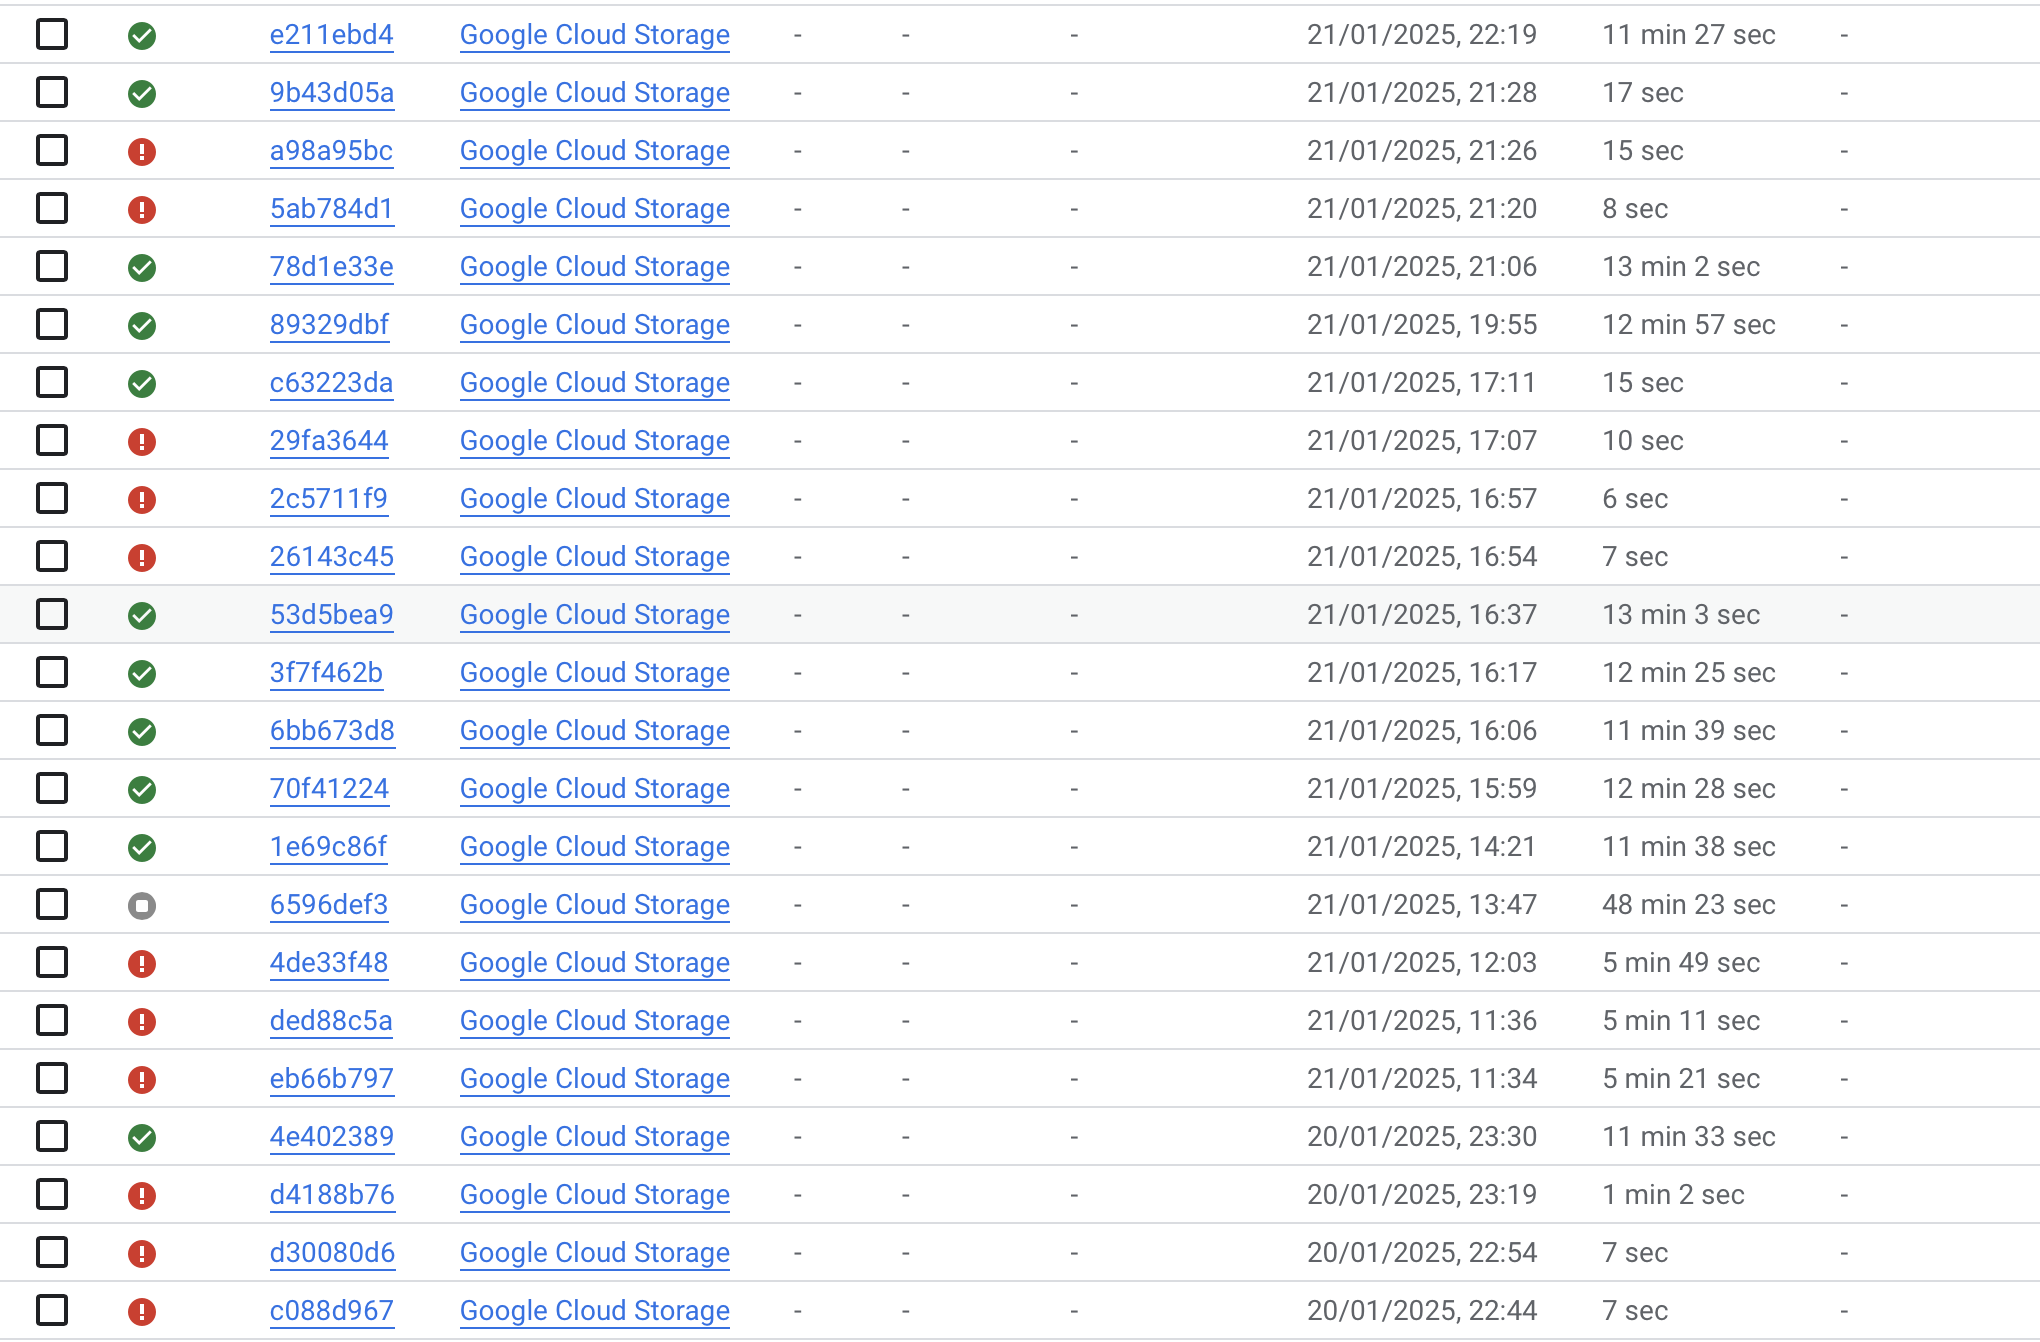 e211ebd4 Google Cloud Storage - - - 21/01/2025, 22:19 11 min 27 sec -
9b43d05a Google Cloud Storage - - - 21/01/2025, 21:28 17 sec -
a98a95bc Google Cloud Storage - - - 21/01/2025, 21:26 15 sec -
5ab784d1 Google Cloud Storage - - - 21/01/2025, 21:20 8 sec -
78d1e33e Google Cloud Storage - - - 21/01/2025, 21:06 13 min 2 sec -
89329dbf Google Cloud Storage - - - 21/01/2025, 19:55 12 min 57 sec -
c63223da Google Cloud Storage - - - 21/01/2025, 17:11 15 sec -
29fa3644 Google Cloud Storage - - - 21/01/2025, 17:07 10 sec -
2c5711f9 Google Cloud Storage - - - 21/01/2025, 16:57 6 sec -
26143c45 Google Cloud Storage - - - 21/01/2025, 16:54 7 sec -
53d5bea9 Google Cloud Storage - - - 21/01/2025, 16:37 13 min 3 sec -
3f7f462b Google Cloud Storage - - - 21/01/2025, 16:17 12 min 25 sec -
6bb673d8 Google Cloud Storage - - - 21/01/2025, 16:06 11 min 39 sec -
70f41224 Google Cloud Storage - - - 21/01/2025, 15:59 12 min 28 sec -
1e69c86f Google Cloud Storage - - - 21/01/2025, 14:21 11 min 38 sec -
6596def3 Google Cloud Storage - - - 21/01/2025, 13:47 48 min 23 sec -
4de33f48 Google Cloud Storage - - - 21/01/2025, 12:03 5 min 49 sec -
ded88c5a Google Cloud Storage - - - 21/01/2025, 11:36 5 min 11 sec -
eb66b797 Google Cloud Storage - - - 21/01/2025, 11:34 5 min 21 sec -
4e402389 Google Cloud Storage - - - 20/01/2025, 23:30 11 min 33 sec -
d4188b76 Google Cloud Storage - - - 20/01/2025, 23:19 1 min 2 sec -
d30080d6 Google Cloud Storage - - - 20/01/2025, 22:54 7 sec -
c088d967 Google Cloud Storage - - - 20/01/2025, 22:44 7 sec -